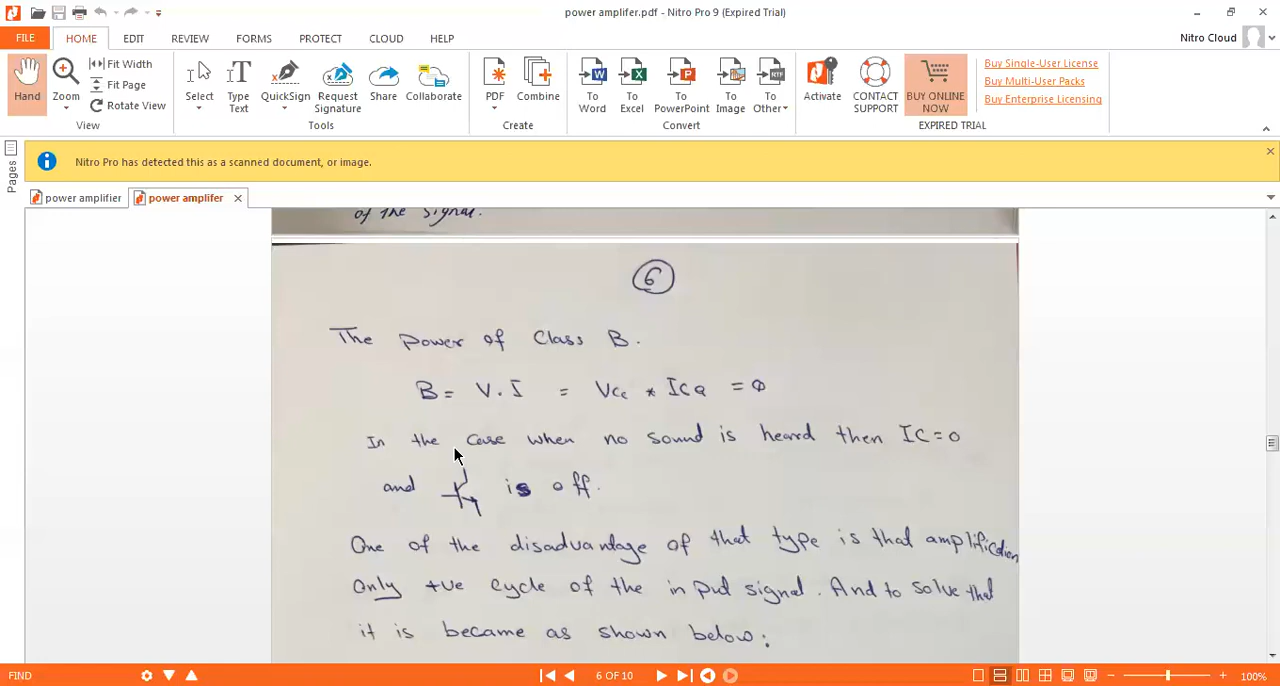 power amplifer.pdf - Nitro Pro 9 (Expired Trial)
FILE HOME EDIT REVIEW FORMS PROTECT CLOUD HELP
Nitro Cloud
Hand
Zoom
Fit Width
Fit Page
Rotate View
View
Select
Type Text
QuickSign
Request Signature
Share
Collaborate
Tools
PDF
Combine
Create
To Word
To Excel
To PowerPoint
To Image
To Other
Convert
Activate
CONTACT SUPPORT
BUY ONLINE NOW
Buy Single-User License
Buy Multi-User Packs
Buy Enterprise Licensing
EXPIRED TRIAL
Pages
Nitro Pro has detected this as a scanned document, or image.
power amplifier
power amplifer
of the signal.
6
The power of Class B.
B = V.I = Vcc * ICQ = 0
In the case when no sound is heard then IC=0
and is off.
One of the disadvantage of that type is that amplification
Only +ve cycle of the input signal. And to solve that
it is became as shown below:
FIND
6 OF 10
100%